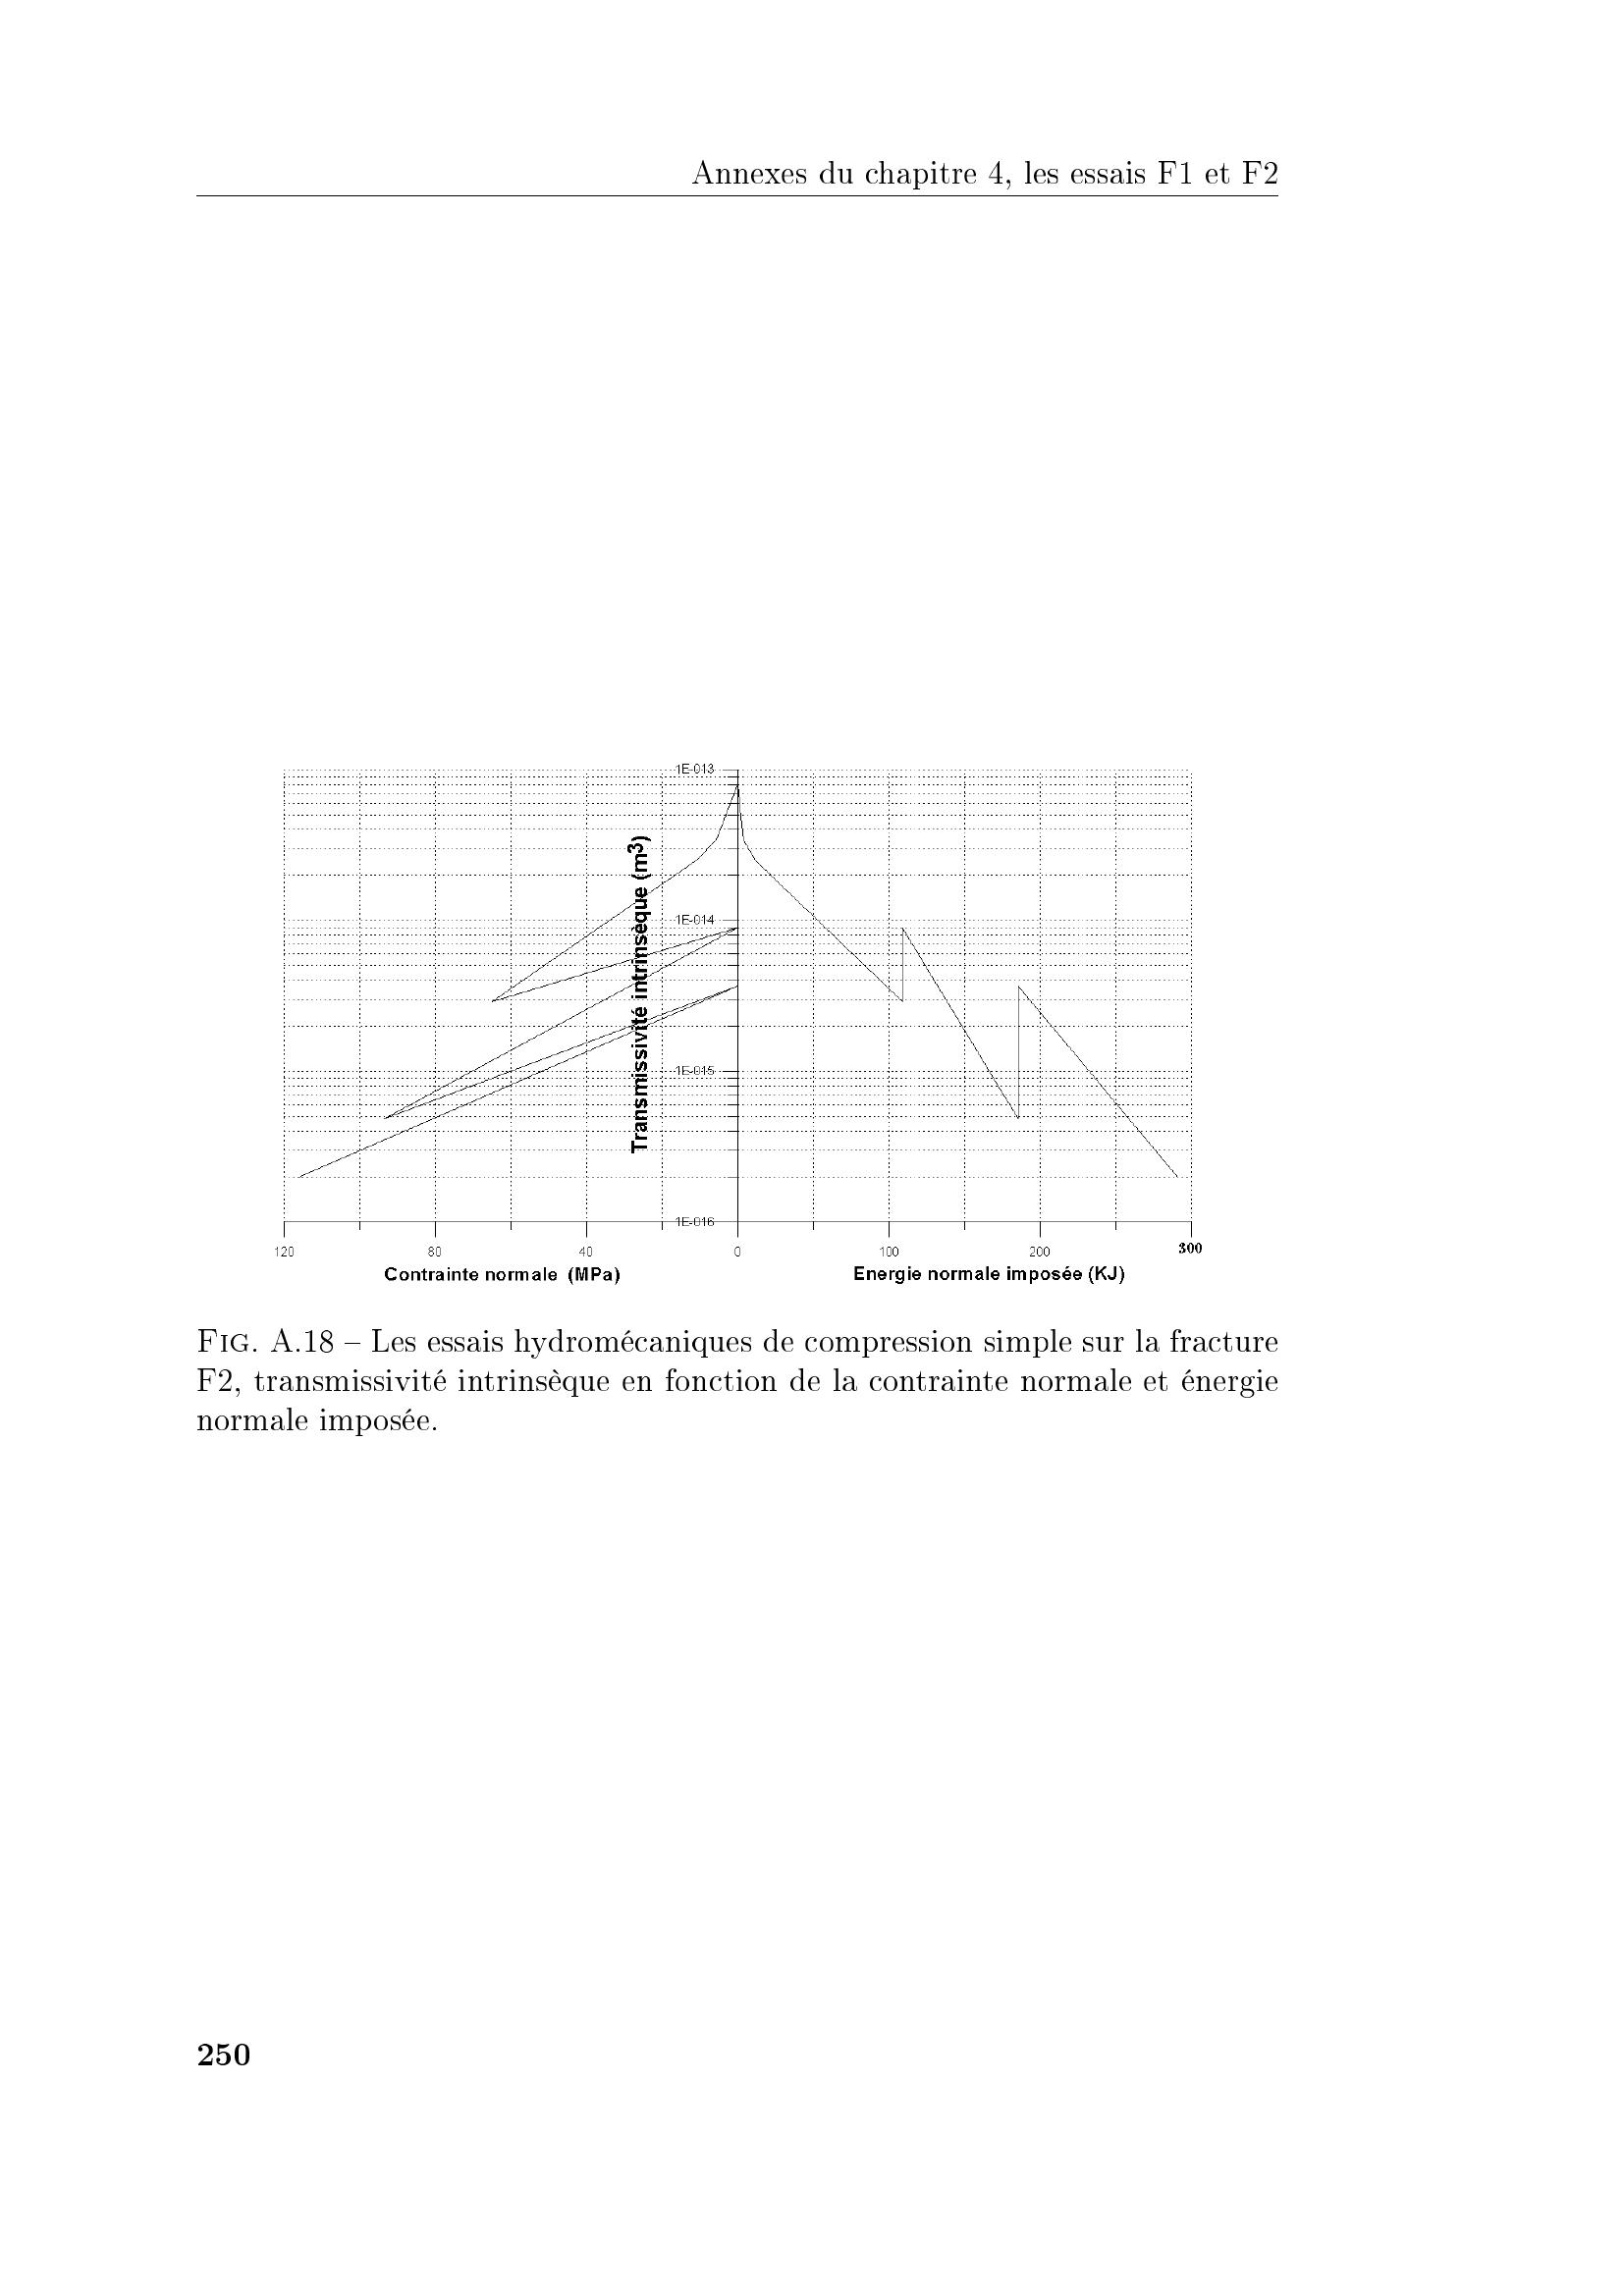 Annexes du chapitre 4, les essais F1 et F2
1E-013
1E-014
1E-015
1E-016
Transmissivité intrinsèque (m3)
120 80 40 0 100 200 300
Contrainte normale (MPa) Energie normale imposée (KJ)
FIG. A.18 – Les essais hydromécaniques de compression simple sur la fracture
F2, transmissivité intrinsèque en fonction de la contrainte normale et énergie
normale imposée.
250